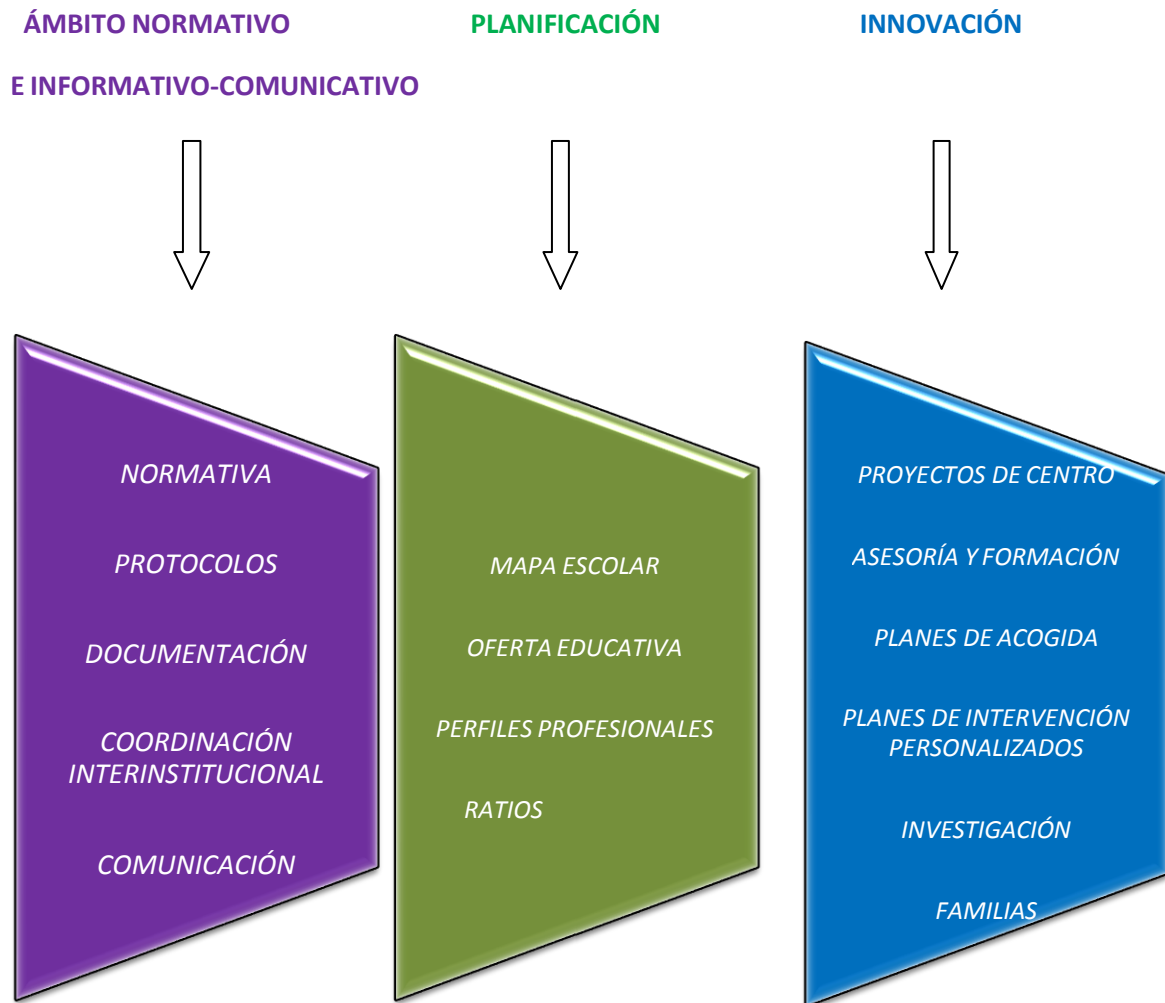 ÁMBITO NORMATIVO
E INFORMATIVO-COMUNICATIVO
PLANIFICACIÓN
INNOVACIÓN
NORMATIVA
PROTOCOLOS
DOCUMENTACIÓN
COORDINACIÓN
INTERINSTITUCIONAL
COMUNICACIÓN
MAPA ESCOLAR
OFERTA EDUCATIVA
PERFILES PROFESIONALES
RATIOS
PROYECTOS DE CENTRO
ASESORÍA Y FORMACIÓN
PLANES DE ACOGIDA
PLANES DE INTERVENCIÓN
PERSONALIZADOS
INVESTIGACIÓN
FAMILIAS